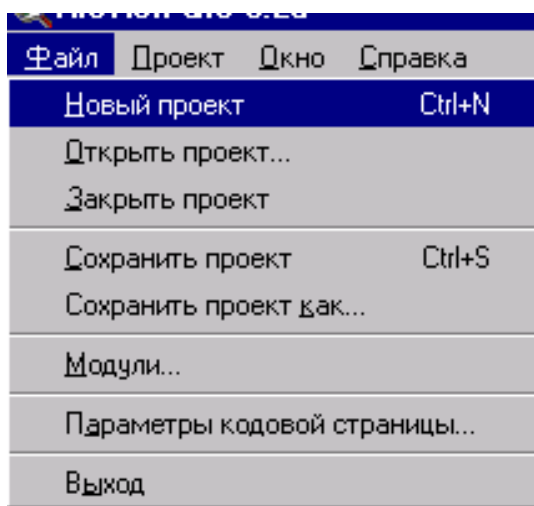 Файл Проект Окно Справка
Новый проект Ctrl+N
Открыть проект...
Закрыть проект
Сохранить проект Ctrl+S
Сохранить проект как...
Модули...
Параметры кодовой страницы...
Выход